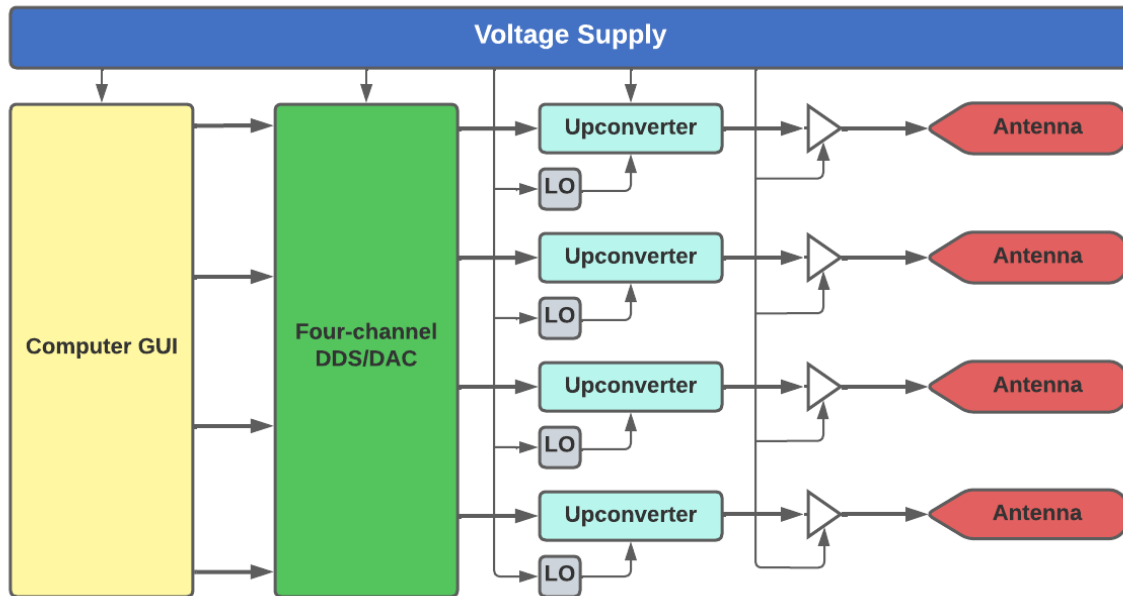 Voltage Supply
Computer GUI
Four-channel
DDS/DAC
Upconverter
LO
Antenna
Upconverter
LO
Antenna
Upconverter
LO
Antenna
Upconverter
LO
Antenna